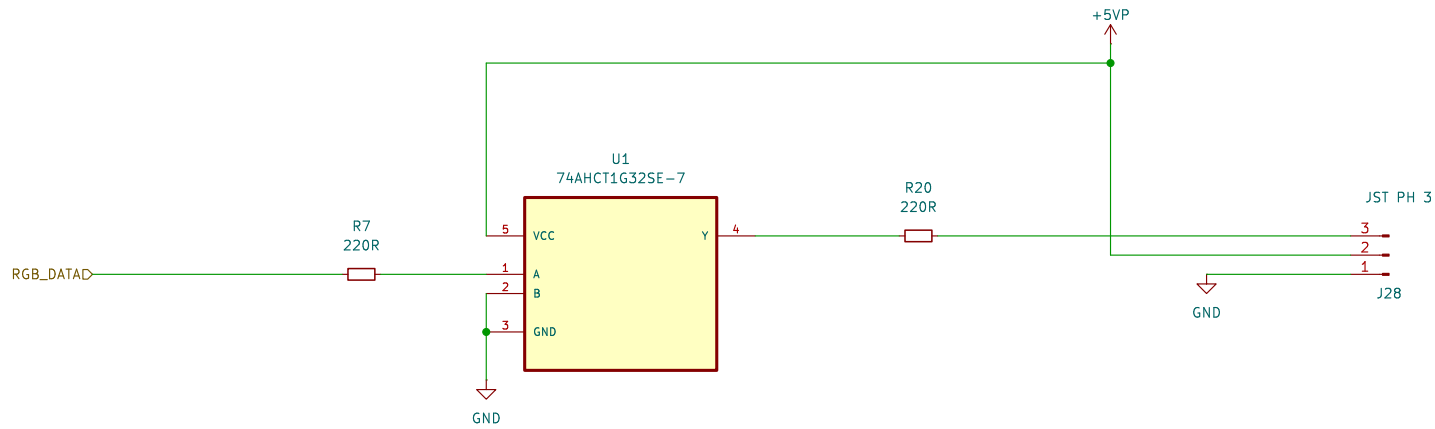 +5VP
U1
74AHCT1G32SE-7
R20
220R
JST PH 3
R7
220R
5
VCC
Y
4
3
2
RGB_DATA
1
A
1
2
B
J28
GND
3
GND
GND